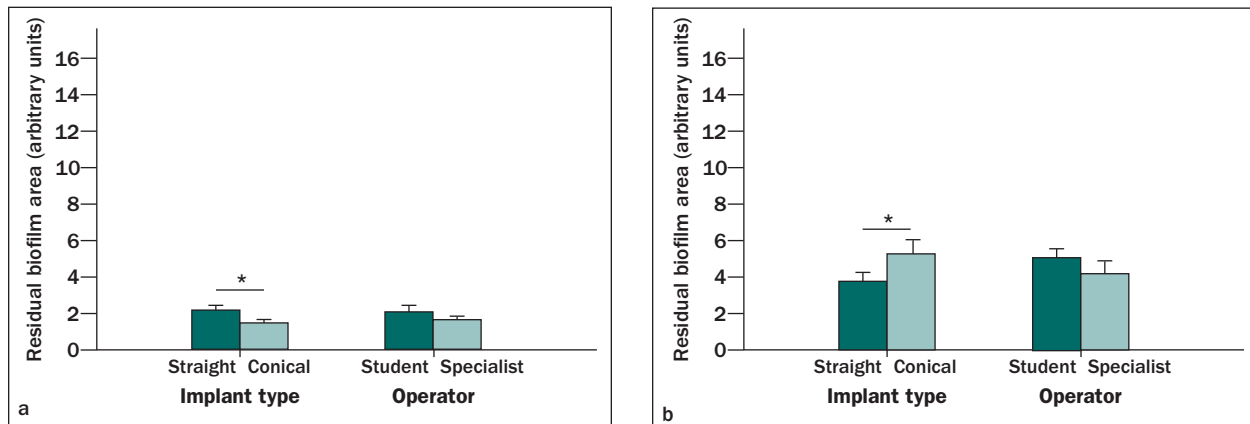 Residual biofilm area (arbitrary units)
16
14
12
10
8
6
4
2
0
*
Straight Conical
Student Specialist
Implant type
Operator
a
Residual biofilm area (arbitrary units)
16
14
12
10
8
6
4
2
0
*
Straight Conical
Student Specialist
Implant type
Operator
b